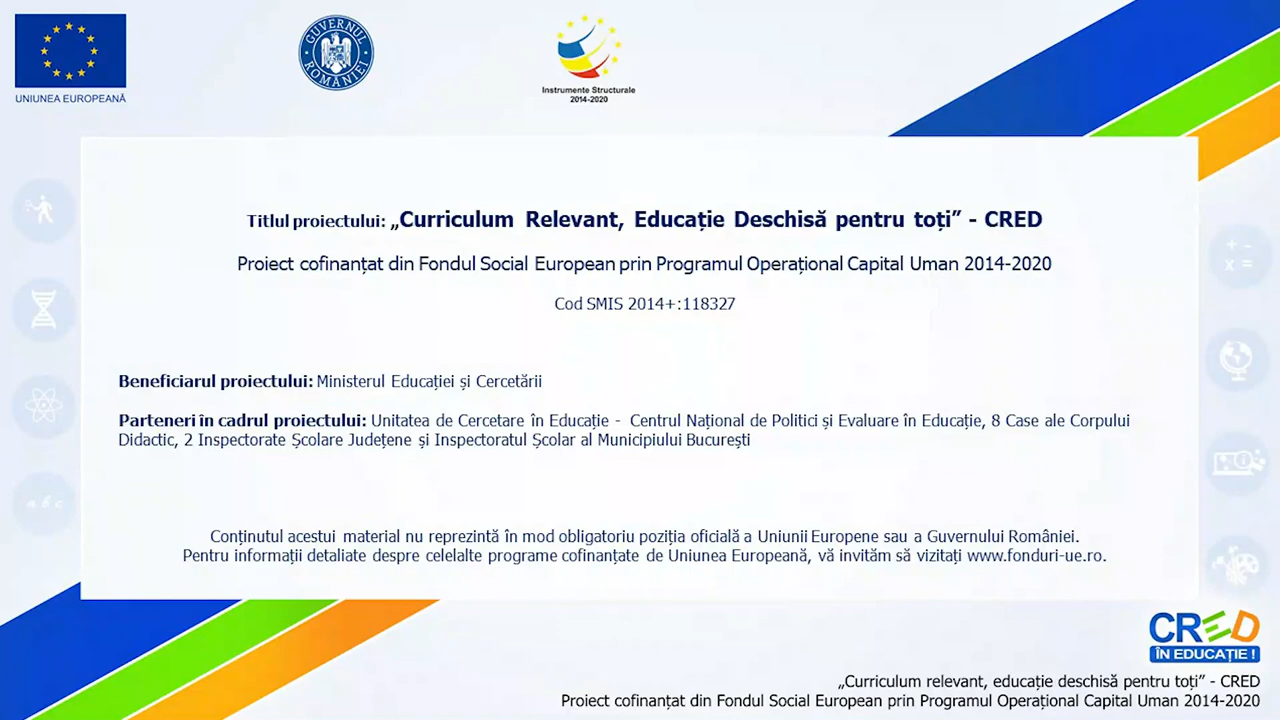 UNIUNEA EUROPEANĂ
GUVERNUL ROMÂNIEI
Instrumente Structurale
2014-2020
Titlul proiectului: „Curriculum Relevant, Educație Deschisă pentru toți” - CRED
Proiect cofinanțat din Fondul Social European prin Programul Operațional Capital Uman 2014-2020
Cod SMIS 2014+:118327
Beneficiarul proiectului: Ministerul Educației și Cercetării
Parteneri în cadrul proiectului: Unitatea de Cercetare în Educație - Centrul Național de Politici și Evaluare în Educație, 8 Case ale Corpului
Didactic, 2 Inspectorate Școlare Județene și Inspectoratul Școlar al Municipiului București
a b c
Conținutul acestui material nu reprezintă în mod obligatoriu poziția oficială a Uniunii Europene sau a Guvernului României.
Pentru informații detaliate despre celelalte programe cofinanțate de Uniunea Europeană, vă invităm să vizitați www.fonduri-ue.ro.
CRED
ÎN EDUCAȚIE !
„Curriculum relevant, educație deschisă pentru toți” - CRED
Proiect cofinanțat din Fondul Social European prin Programul Operațional Capital Uman 2014-2020